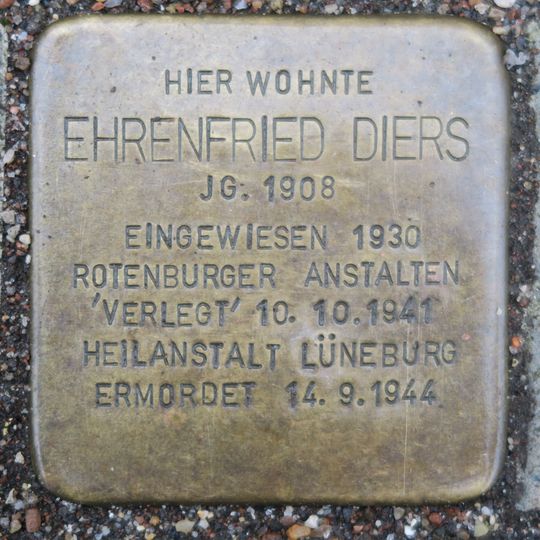 HIER WOHNTE
EHRENFRIED DIERS
JG. 1908
EINGEWIESEN 1930
ROTENBURGER ANSTALTEN
'VERLEGT' 10. 10. 1941
HEILANSTALT LÜNEBURG
ERMORDET 14. 9. 1944